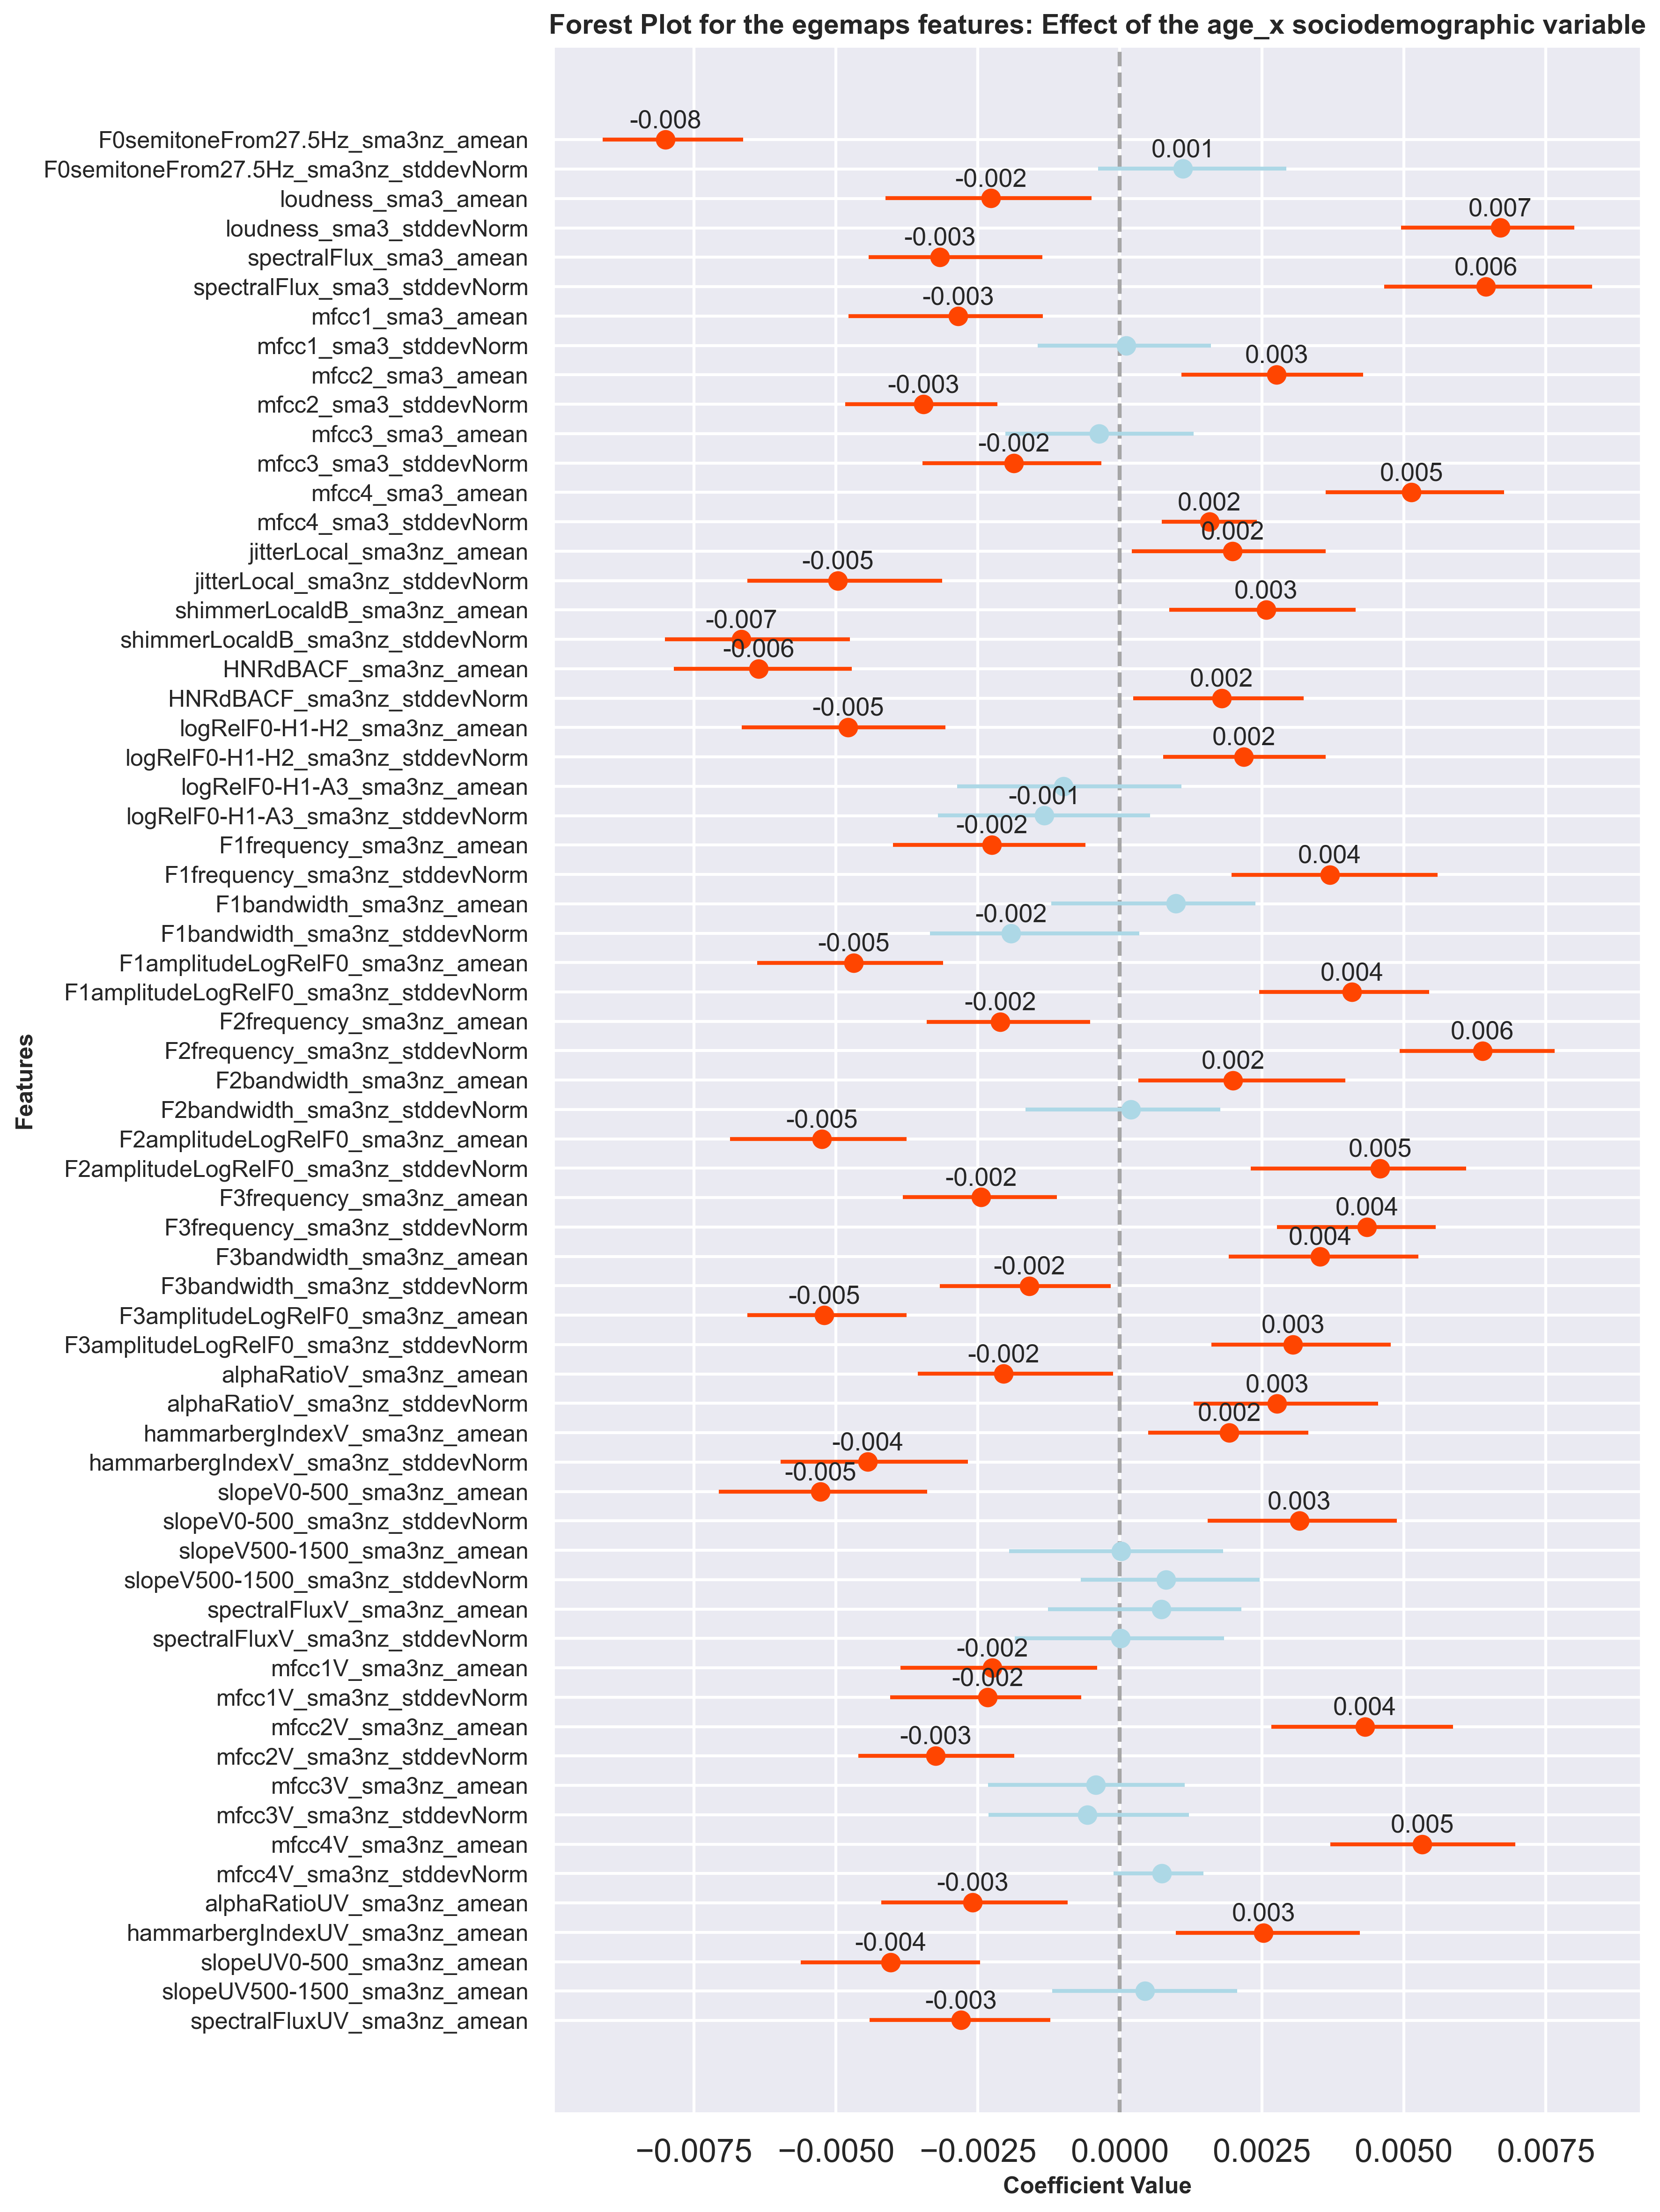 Forest Plot for the egemaps features: Effect of the age_x sociodemographic variable
Features
F0semitoneFrom27.5Hz_sma3nz_amean -0.008
F0semitoneFrom27.5Hz_sma3nz_stddevNorm 0.001
loudness_sma3_amean -0.002
loudness_sma3_stddevNorm 0.007
spectralFlux_sma3_amean -0.003
spectralFlux_sma3_stddevNorm 0.006
mfcc1_sma3_amean -0.003
mfcc1_sma3_stddevNorm
mfcc2_sma3_amean 0.003
mfcc2_sma3_stddevNorm -0.003
mfcc3_sma3_amean
mfcc3_sma3_stddevNorm -0.002
mfcc4_sma3_amean 0.005
mfcc4_sma3_stddevNorm 0.002
jitterLocal_sma3nz_amean 0.002
jitterLocal_sma3nz_stddevNorm -0.005
shimmerLocaldB_sma3nz_amean 0.003
shimmerLocaldB_sma3nz_stddevNorm -0.007
HNRdBACF_sma3nz_amean -0.006
HNRdBACF_sma3nz_stddevNorm 0.002
logRelF0-H1-H2_sma3nz_amean -0.005
logRelF0-H1-H2_sma3nz_stddevNorm 0.002
logRelF0-H1-A3_sma3nz_amean
logRelF0-H1-A3_sma3nz_stddevNorm -0.001
F1frequency_sma3nz_amean -0.002
F1frequency_sma3nz_stddevNorm 0.004
F1bandwidth_sma3nz_amean
F1bandwidth_sma3nz_stddevNorm -0.002
F1amplitudeLogRelF0_sma3nz_amean -0.005
F1amplitudeLogRelF0_sma3nz_stddevNorm 0.004
F2frequency_sma3nz_amean -0.002
F2frequency_sma3nz_stddevNorm 0.006
F2bandwidth_sma3nz_amean 0.002
F2bandwidth_sma3nz_stddevNorm
F2amplitudeLogRelF0_sma3nz_amean -0.005
F2amplitudeLogRelF0_sma3nz_stddevNorm 0.005
F3frequency_sma3nz_amean -0.002
F3frequency_sma3nz_stddevNorm 0.004
F3bandwidth_sma3nz_amean 0.004
F3bandwidth_sma3nz_stddevNorm -0.002
F3amplitudeLogRelF0_sma3nz_amean -0.005
F3amplitudeLogRelF0_sma3nz_stddevNorm 0.003
alphaRatioV_sma3nz_amean -0.002
alphaRatioV_sma3nz_stddevNorm 0.003
hammarbergIndexV_sma3nz_amean 0.002
hammarbergIndexV_sma3nz_stddevNorm -0.004
slopeV0-500_sma3nz_amean -0.005
slopeV0-500_sma3nz_stddevNorm 0.003
slopeV500-1500_sma3nz_amean
slopeV500-1500_sma3nz_stddevNorm
spectralFluxV_sma3nz_amean
spectralFluxV_sma3nz_stddevNorm
mfcc1V_sma3nz_amean -0.002
mfcc1V_sma3nz_stddevNorm -0.002
mfcc2V_sma3nz_amean 0.004
mfcc2V_sma3nz_stddevNorm -0.003
mfcc3V_sma3nz_amean
mfcc3V_sma3nz_stddevNorm
mfcc4V_sma3nz_amean 0.005
mfcc4V_sma3nz_stddevNorm
alphaRatioUV_sma3nz_amean -0.003
hammarbergIndexUV_sma3nz_amean 0.003
slopeUV0-500_sma3nz_amean -0.004
slopeUV500-1500_sma3nz_amean
spectralFluxUV_sma3nz_amean -0.003
−0.0075 −0.0050 −0.0025 0.0000 0.0025 0.0050 0.0075
Coefficient Value